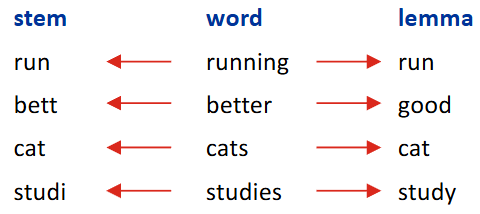 stem word lemma
run running run
bett better good
cat cats cat
studi studies study